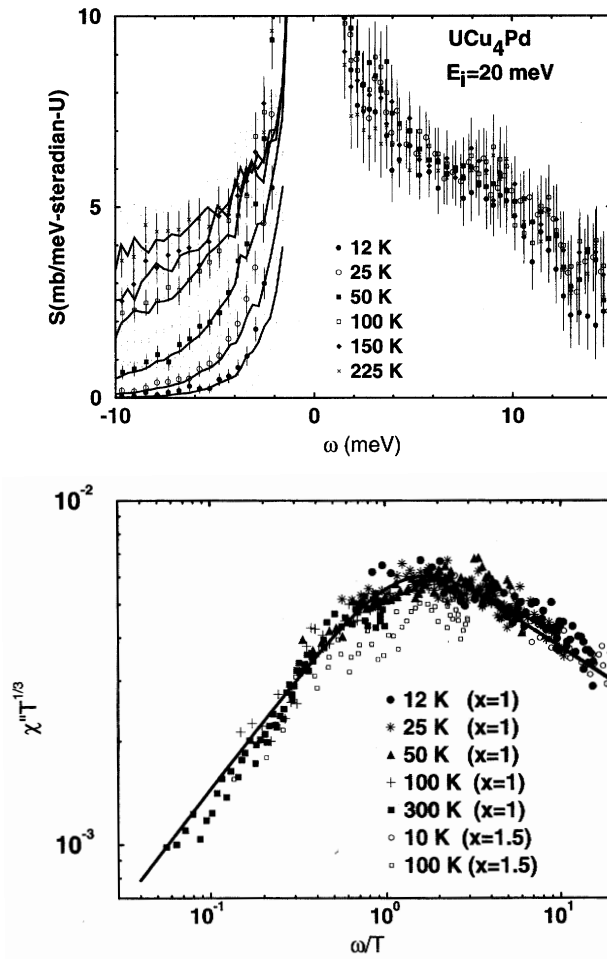 10
UCu4Pd
Ei=20 meV
S(mb/meV-steradian-U)
5
12 K
25 K
50 K
100 K
150 K
225 K
0
-10 0 10
ω (meV)
10-2
χ"T1/3
12 K (x=1)
25 K (x=1)
50 K (x=1)
100 K (x=1)
300 K (x=1)
10 K (x=1.5)
100 K (x=1.5)
10-3
10-1 100 101
ω/T